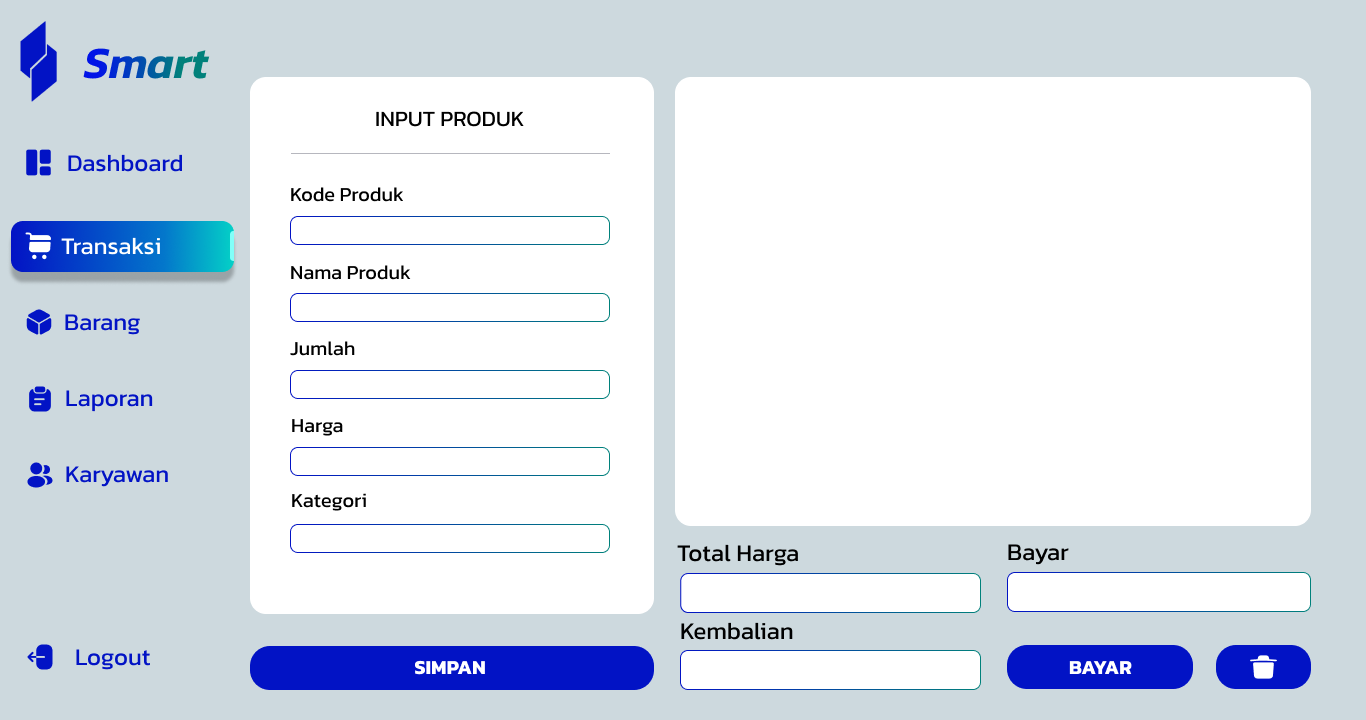 Smart
Dashboard
Transaksi
Barang
Laporan
Karyawan
Logout
INPUT PRODUK
Kode Produk
Nama Produk
Jumlah
Harga
Kategori
SIMPAN
Total Harga
Bayar
Kembalian
BAYAR